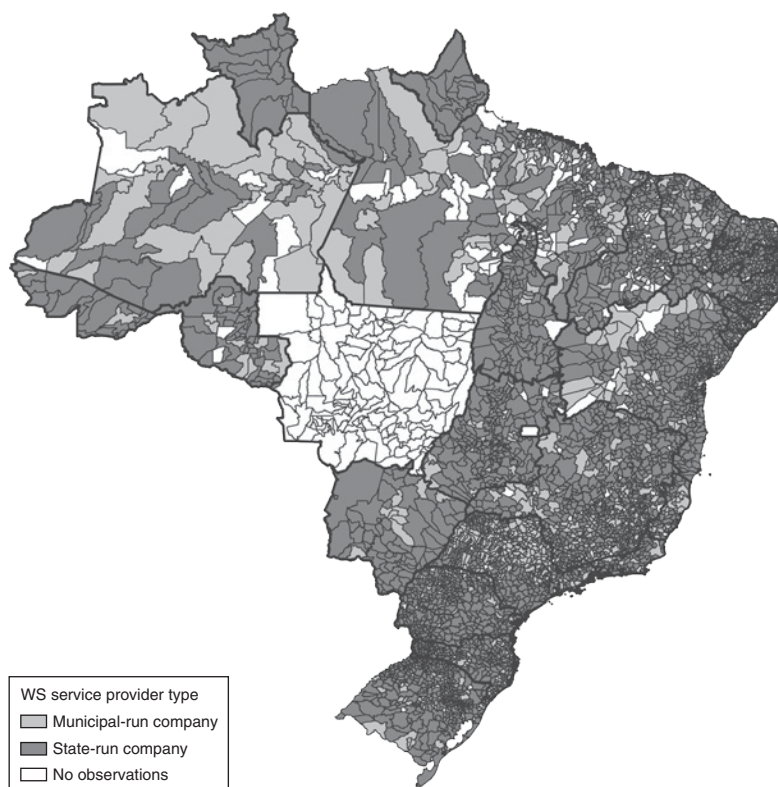 WS service provider type
Municipal-run company
State-run company
No observations